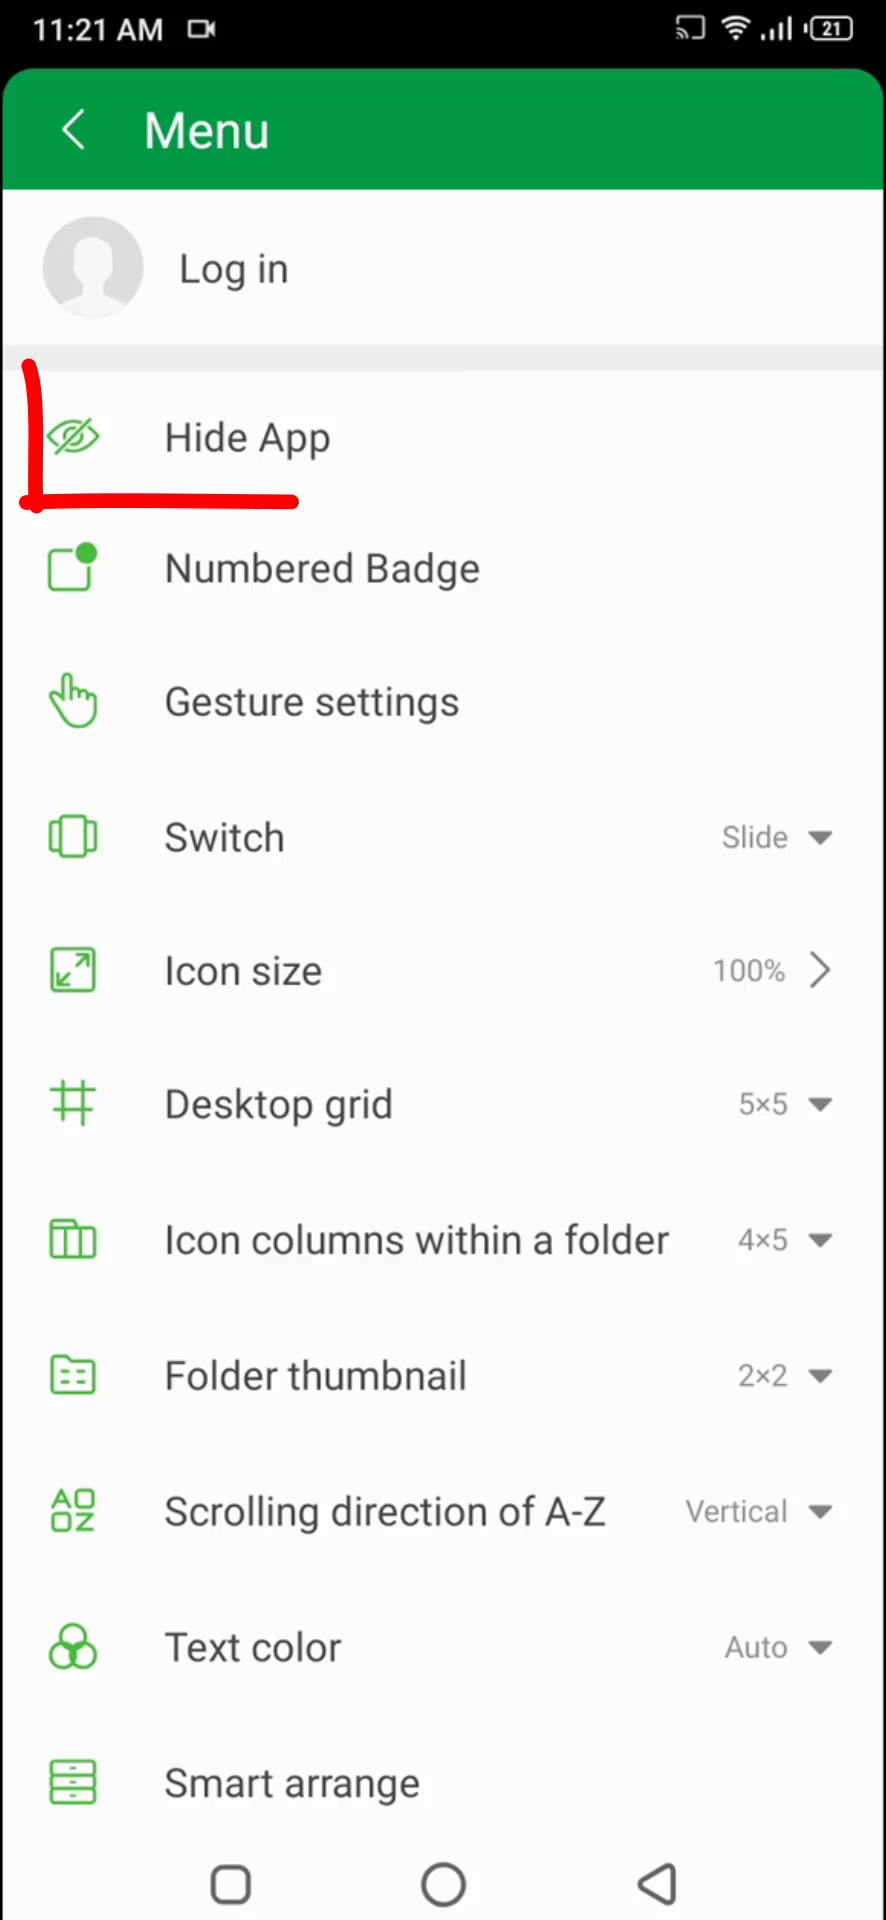 11:21 AM
21
Menu
Log in
Hide App
Numbered Badge
Gesture settings
Switch Slide
Icon size 100%
Desktop grid 5×5
Icon columns within a folder 4×5
Folder thumbnail 2×2
Scrolling direction of A-Z Vertical
Text color Auto
Smart arrange